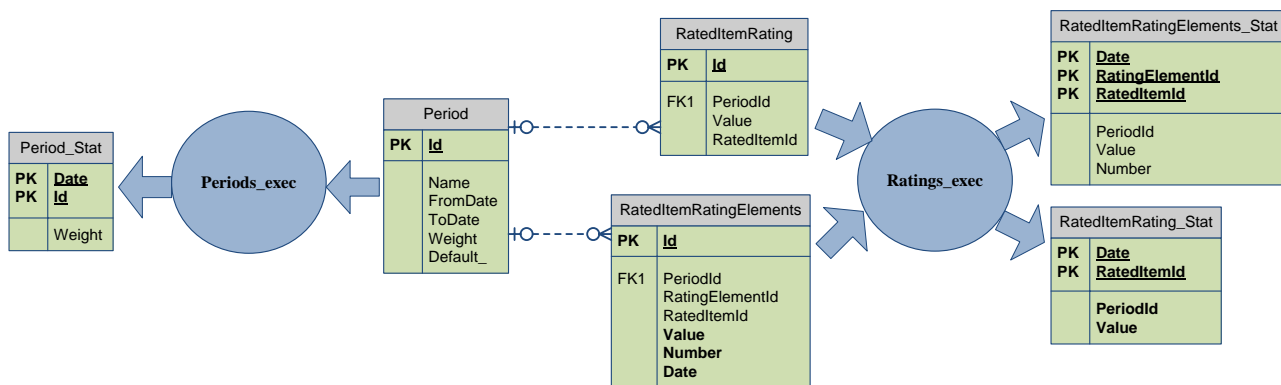 Period_Stat
PK Date
PK Id
Weight
Periods_exec
Period
PK Id
Name
FromDate
ToDate
Weight
Default_
RatedItemRating
PK Id
FK1 PeriodId
Value
RatedItemId
RatedItemRatingElements
PK Id
FK1 PeriodId
RatingElementId
RatedItemId
Value
Number
Date
Ratings_exec
RatedItemRatingElements_Stat
PK Date
PK RatingElementId
PK RatedItemId
PeriodId
Value
Number
RatedItemRating_Stat
PK Date
PK RatedItemId
PeriodId
Value